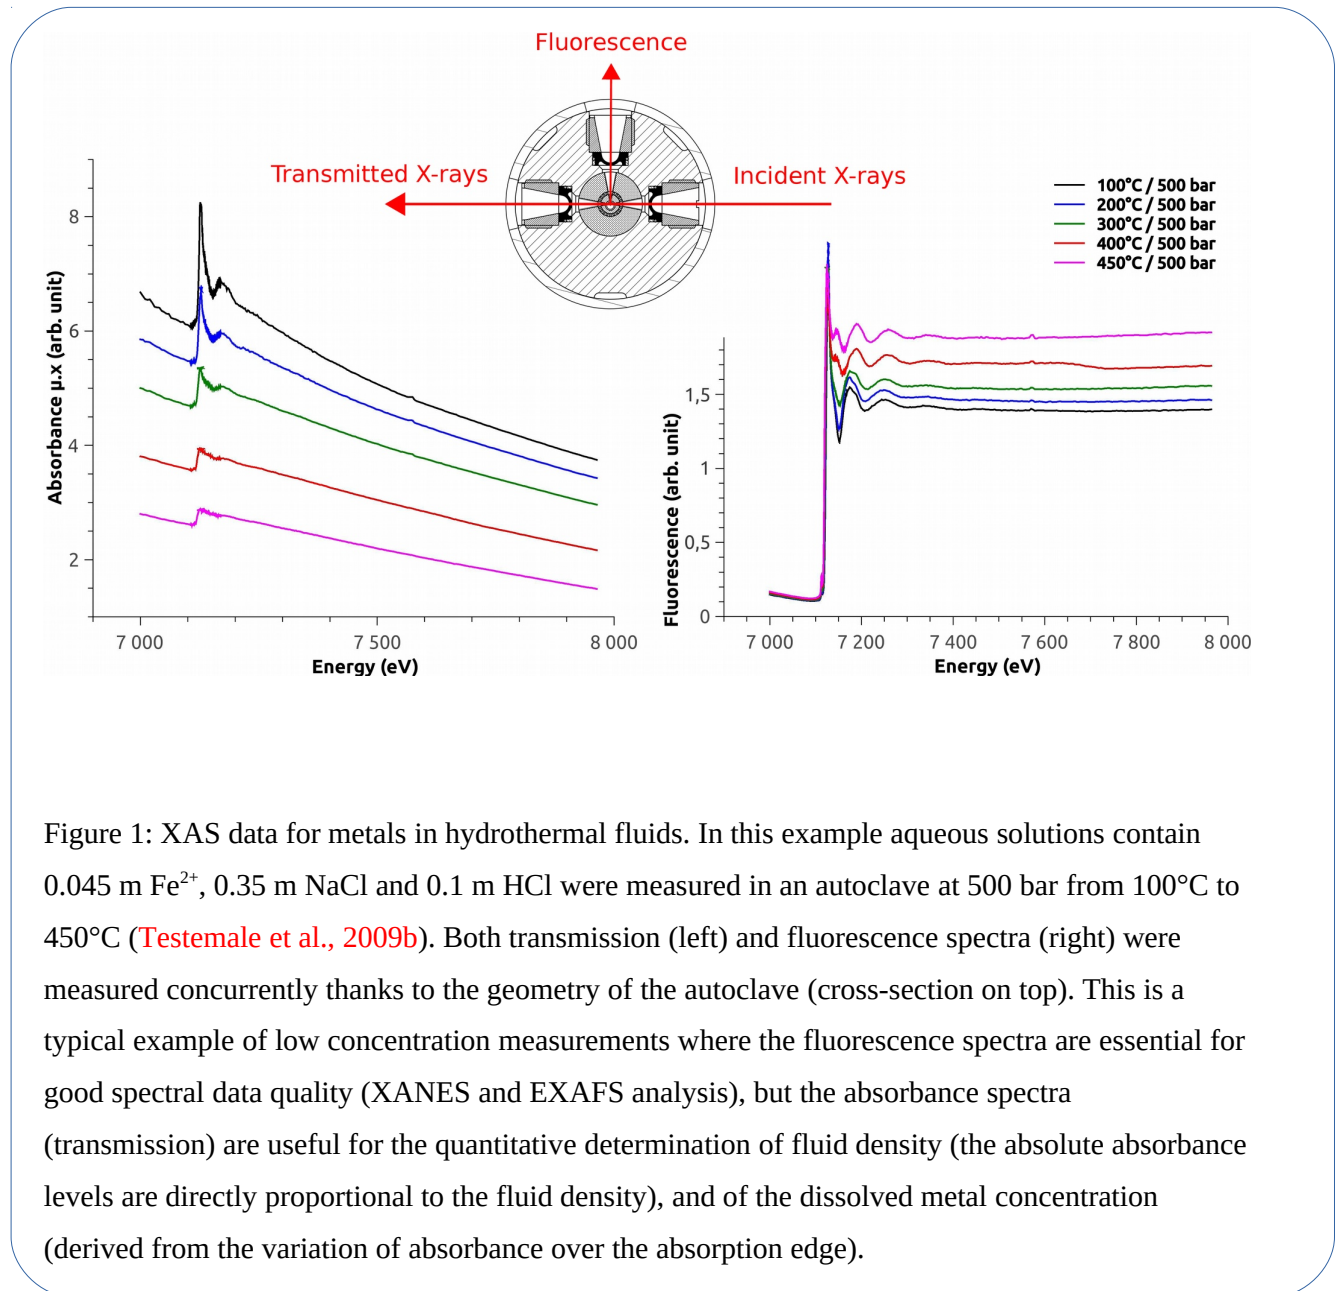 Fluorescence
Transmitted X-rays
Incident X-rays
100°C / 500 bar
200°C / 500 bar
300°C / 500 bar
400°C / 500 bar
450°C / 500 bar
8
6
4
2
Absorbance µ.x (arb. unit)
7 000
7 500
8 000
Energy (eV)
1,5
1
0,5
0
Fluorescence (arb. unit)
7 000
7 200
7 400
7 600
7 800
8 000
Energy (eV)
Figure 1: XAS data for metals in hydrothermal fluids. In this example aqueous solutions contain
0.045 m Fe²⁺, 0.35 m NaCl and 0.1 m HCl were measured in an autoclave at 500 bar from 100°C to
450°C (Testemale et al., 2009b). Both transmission (left) and fluorescence spectra (right) were
measured concurrently thanks to the geometry of the autoclave (cross-section on top). This is a
typical example of low concentration measurements where the fluorescence spectra are essential for
good spectral data quality (XANES and EXAFS analysis), but the absorbance spectra
(transmission) are useful for the quantitative determination of fluid density (the absolute absorbance
levels are directly proportional to the fluid density), and of the dissolved metal concentration
(derived from the variation of absorbance over the absorption edge).